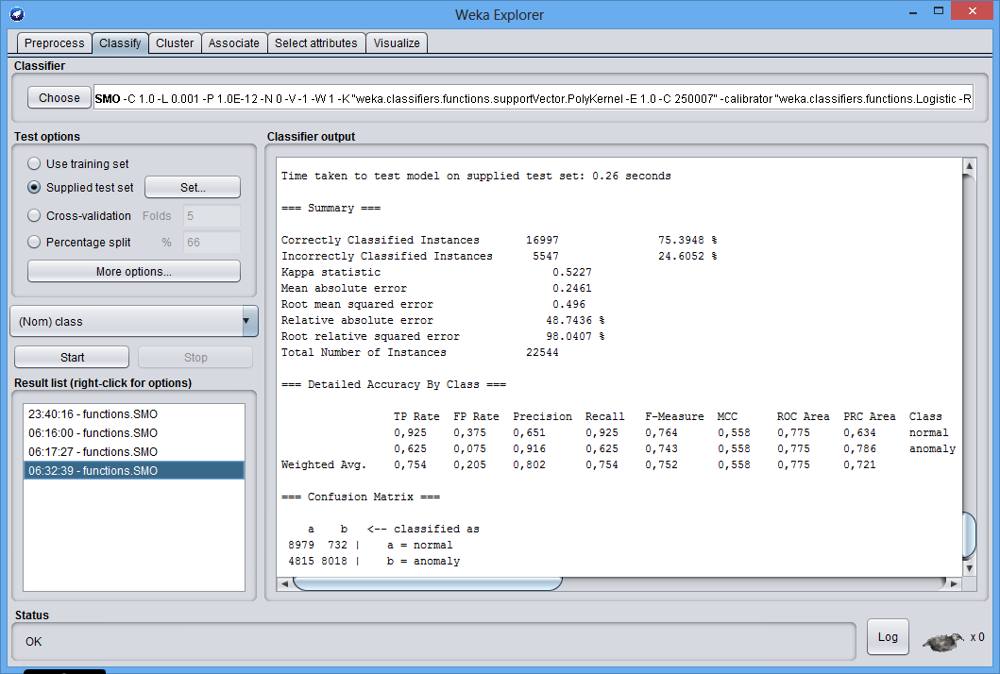 Weka Explorer
Preprocess Classify Cluster Associate Select attributes Visualize
Classifier
Choose SMO -C 1.0 -L 0.001 -P 1.0E-12 -N 0 -V -1 -W 1 -K "weka.classifiers.functions.supportVector.PolyKernel -E 1.0 -C 250007" -calibrator "weka.classifiers.functions.Logistic -R
Test options
Use training set
Supplied test set Set...
Cross-validation Folds 5
Percentage split % 66
More options...
(Nom) class
Start Stop
Result list (right-click for options)
23:40:16 - functions.SMO
06:16:00 - functions.SMO
06:17:27 - functions.SMO
06:32:39 - functions.SMO
Classifier output
Time taken to test model on supplied test set: 0.26 seconds
=== Summary ===
Correctly Classified Instances 16997 75.3948 %
Incorrectly Classified Instances 5547 24.6052 %
Kappa statistic 0.5227
Mean absolute error 0.2461
Root mean squared error 0.496
Relative absolute error 48.7436 %
Root relative squared error 98.0407 %
Total Number of Instances 22544
=== Detailed Accuracy By Class ===
TP Rate FP Rate Precision Recall F-Measure MCC ROC Area PRC Area Class
0,925 0,375 0,651 0,925 0,764 0,558 0,775 0,634 normal
0,625 0,075 0,916 0,625 0,743 0,558 0,775 0,786 anomaly
Weighted Avg. 0,754 0,205 0,802 0,754 0,752 0,558 0,775 0,721
=== Confusion Matrix ===
a b <-- classified as
8979 732 | a = normal
4815 8018 | b = anomaly
Status
OK
Log
x 0